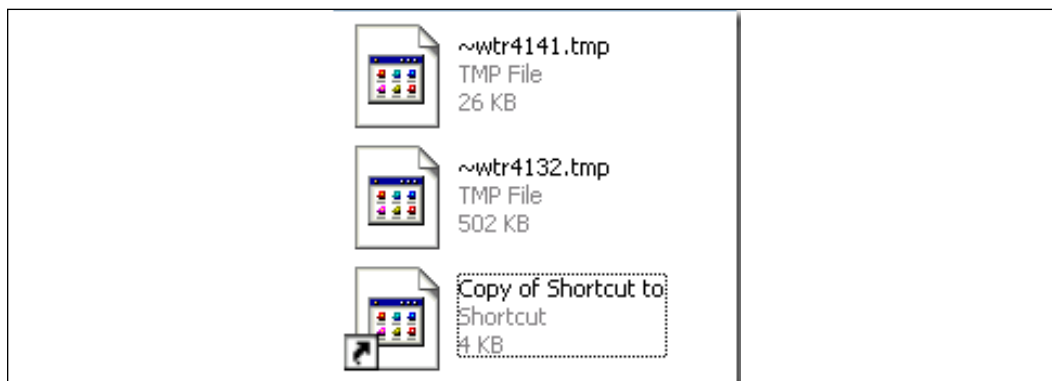 ~wtr4141.tmp
TMP File
26 KB
~wtr4132.tmp
TMP File
502 KB
Copy of Shortcut to
Shortcut
4 KB